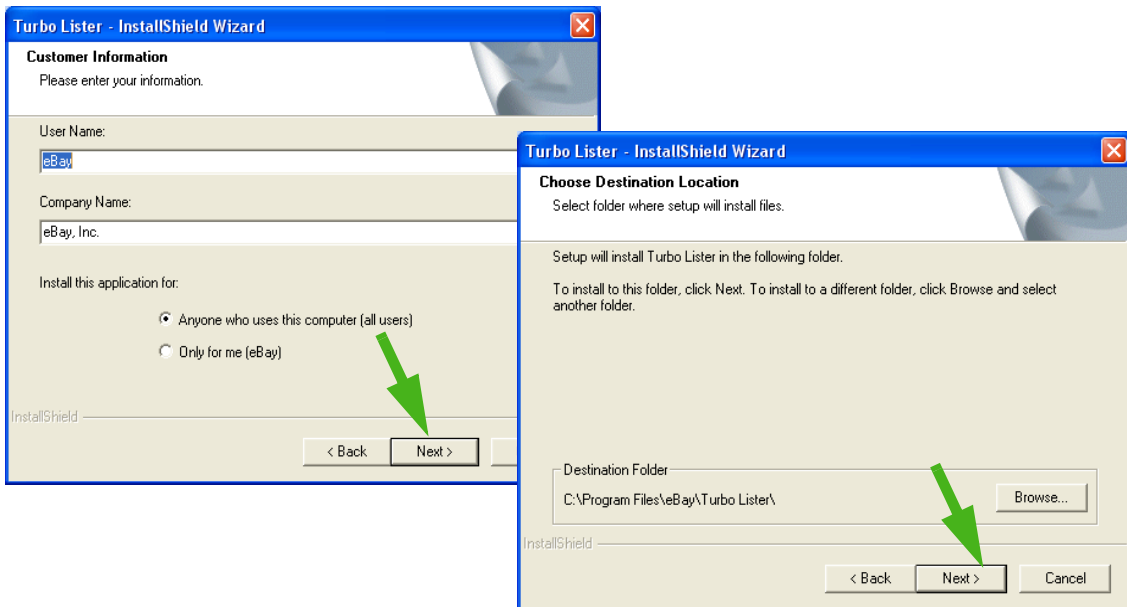 Turbo Lister - InstallShield Wizard
Customer Information
Please enter your information.
User Name:
eBay
Company Name:
eBay, Inc.
Install this application for:
Anyone who uses this computer (all users)
Only for me (eBay)
InstallShield
< Back
Next >
Turbo Lister - InstallShield Wizard
Choose Destination Location
Select folder where setup will install files.
Setup will install Turbo Lister in the following folder.
To install to this folder, click Next. To install to a different folder, click Browse and select
another folder.
Destination Folder
C:\Program Files\eBay\Turbo Lister\
Browse...
InstallShield
< Back
Next >
Cancel